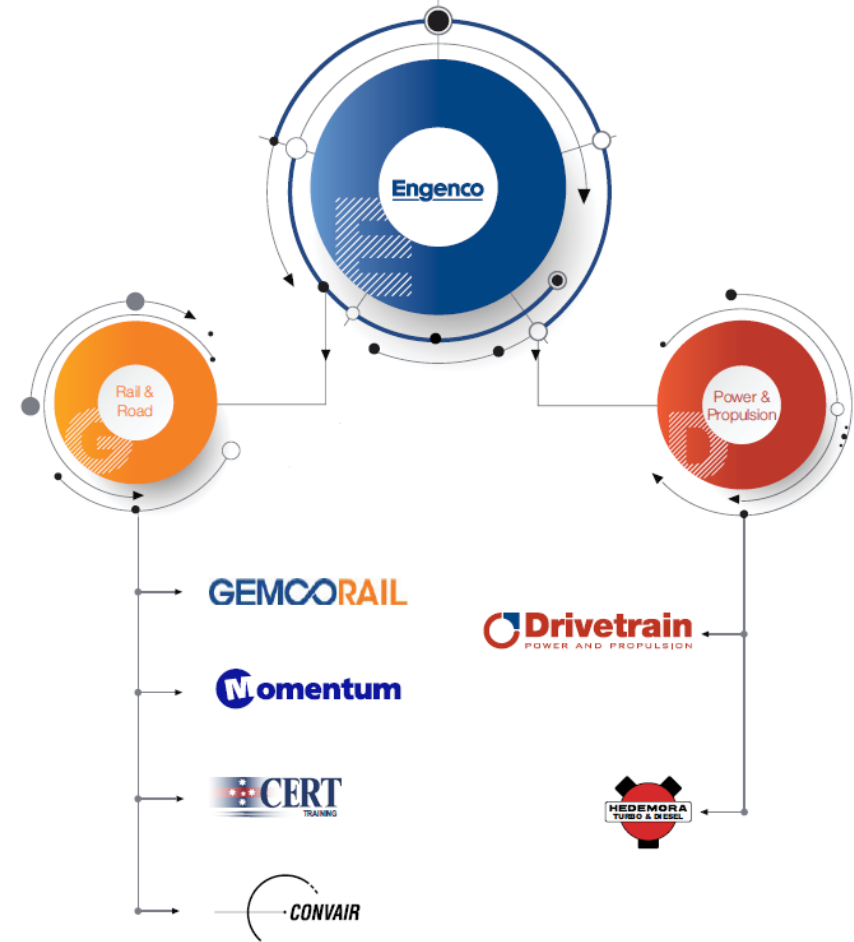 Engenco
E
Rail &
Road
G
Power &
Propulsion
D
GEMCORAIL
Drivetrain
POWER AND PROPULSION
Momentum
CERT
TRAINING
HEDEMORA
TURBO & DIESEL
CONVAIR